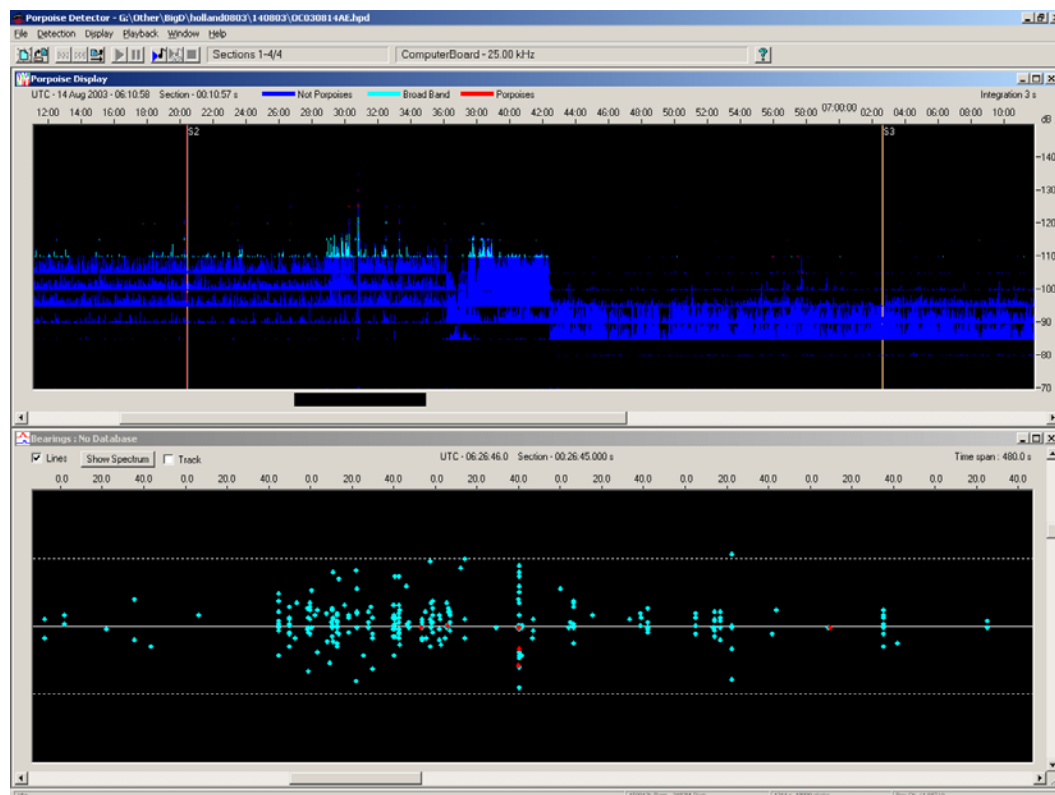 Porpoise Detector - G:\Other\BigD\holland0803\140803\OC030814AE.hpd
File Detection Display Playback Window Help
Sections 1-4/4 ComputerBoard - 25.00 kHz ?
Porpoise Display
UTC - 14 Aug 2003 - 06:10:58 Section - 00:10:57 s Not Porpoises Broad Band Porpoises Integration 3 s
12:00 14:00 16:00 18:00 20:00 22:00 24:00 26:00 28:00 30:00 32:00 34:00 36:00 38:00 40:00 42:00 44:00 46:00 48:00 50:00 52:00 54:00 56:00 58:00 07:00:00 02:00 04:00 06:00 08:00 10:00 dB
S2 S3
-140
-130
-120
-110
-100
-90
-80
-70
Bearings : No Database
Lines Show Spectrum Track UTC - 06:26:46.0 Section - 00:26:45.000 s Time span : 480.0 s
0.0 20.0 40.0 0.0 20.0 40.0 0.0 20.0 40.0 0.0 20.0 40.0 0.0 20.0 40.0 0.0 20.0 40.0 0.0 20.0 40.0 0.0 20.0 40.0 0.0 20.0 40.0